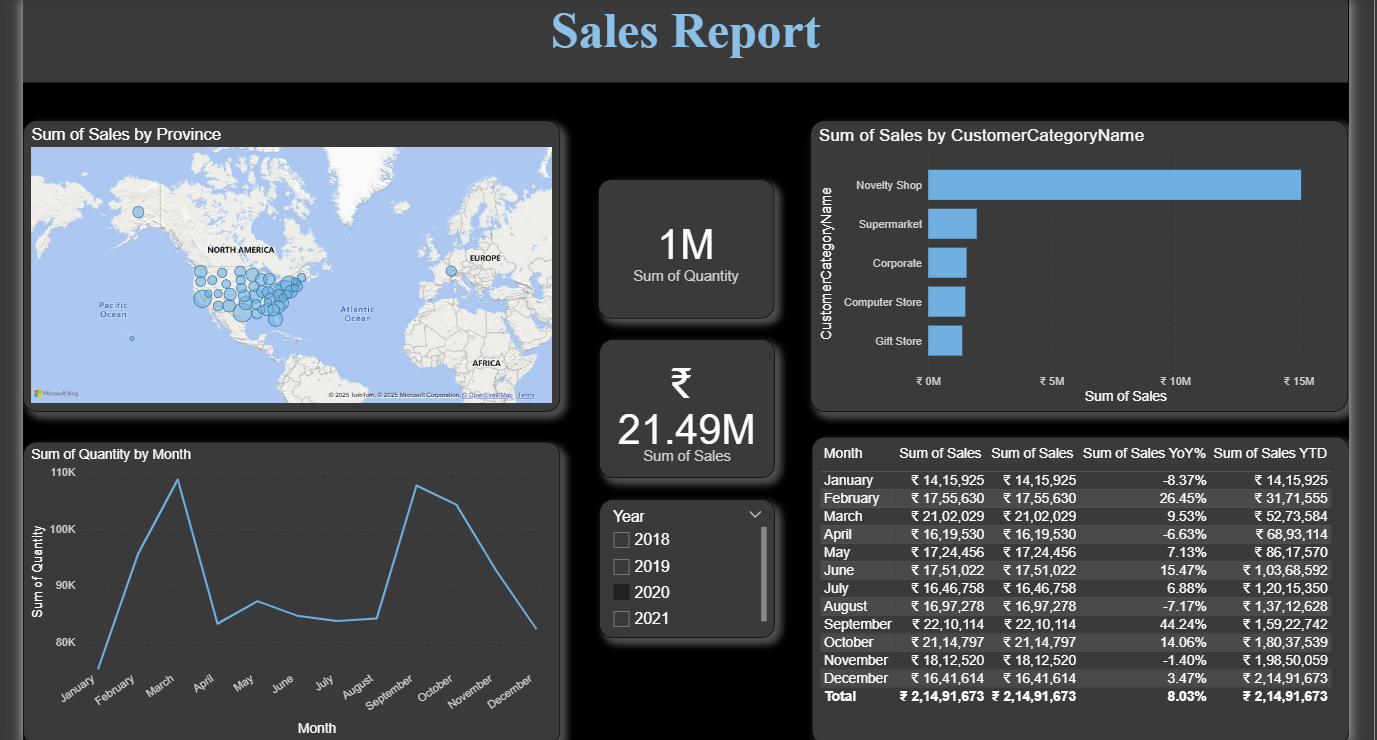 Sales Report
Sum of Sales by Province
NORTH AMERICA
EUROPE
Pacific
Ocean
Atlantic
Ocean
AFRICA
Microsoft Bing
© 2025 TomTom, © 2025 Microsoft Corporation, © OpenStreetMap Terms
1M
Sum of Quantity
₹
21.49M
Sum of Sales
Year
2018
2019
2020
2021
Sum of Sales by CustomerCategoryName
CustomerCategoryName
Novelty Shop
Supermarket
Corporate
Computer Store
Gift Store
₹ 0M ₹ 5M ₹ 10M ₹ 15M
Sum of Sales
Sum of Quantity by Month
Sum of Quantity
110K
100K
90K
80K
January February March April May June July August September October November December
Month
Month Sum of Sales Sum of Sales Sum of Sales YoY% Sum of Sales YTD
January ₹ 14,15,925 ₹ 14,15,925 -8.37% ₹ 14,15,925
February ₹ 17,55,630 ₹ 17,55,630 26.45% ₹ 31,71,555
March ₹ 21,02,029 ₹ 21,02,029 9.53% ₹ 52,73,584
April ₹ 16,19,530 ₹ 16,19,530 -6.63% ₹ 68,93,114
May ₹ 17,24,456 ₹ 17,24,456 7.13% ₹ 86,17,570
June ₹ 17,51,022 ₹ 17,51,022 15.47% ₹ 1,03,68,592
July ₹ 16,46,758 ₹ 16,46,758 6.88% ₹ 1,20,15,350
August ₹ 16,97,278 ₹ 16,97,278 -7.17% ₹ 1,37,12,628
September ₹ 22,10,114 ₹ 22,10,114 44.24% ₹ 1,59,22,742
October ₹ 21,14,797 ₹ 21,14,797 14.06% ₹ 1,80,37,539
November ₹ 18,12,520 ₹ 18,12,520 -1.40% ₹ 1,98,50,059
December ₹ 16,41,614 ₹ 16,41,614 3.47% ₹ 2,14,91,673
Total ₹ 2,14,91,673 ₹ 2,14,91,673 8.03% ₹ 2,14,91,673